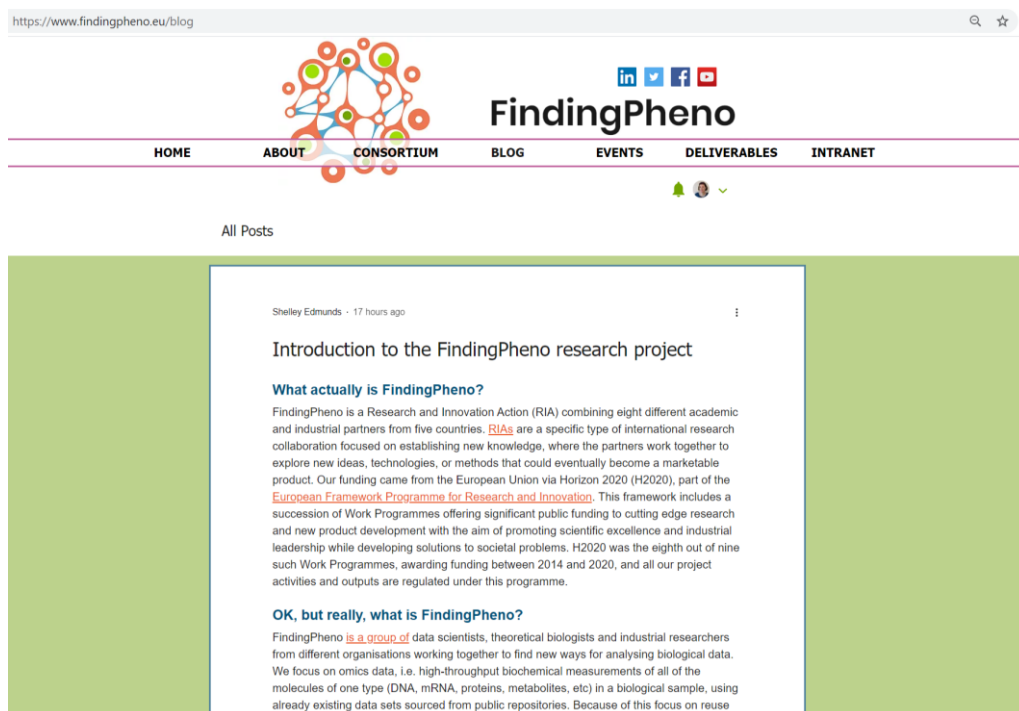 https://www.findingpheno.eu/blog
in
FindingPheno
HOME ABOUT CONSORTIUM BLOG EVENTS DELIVERABLES INTRANET
All Posts
Shelley Edmunds · 17 hours ago
Introduction to the FindingPheno research project
What actually is FindingPheno?
FindingPheno is a Research and Innovation Action (RIA) combining eight different academic
and industrial partners from five countries. RIAs are a specific type of international research
collaboration focused on establishing new knowledge, where the partners work together to
explore new ideas, technologies, or methods that could eventually become a marketable
product. Our funding came from the European Union via Horizon 2020 (H2020), part of the
European Framework Programme for Research and Innovation. This framework includes a
succession of Work Programmes offering significant public funding to cutting edge research
and new product development with the aim of promoting scientific excellence and industrial
leadership while developing solutions to societal problems. H2020 was the eighth out of nine
such Work Programmes, awarding funding between 2014 and 2020, and all our project
activities and outputs are regulated under this programme.
OK, but really, what is FindingPheno?
FindingPheno is a group of data scientists, theoretical biologists and industrial researchers
from different organisations working together to find new ways for analysing biological data.
We focus on omics data, i.e. high-throughput biochemical measurements of all of the
molecules of one type (DNA, mRNA, proteins, metabolites, etc) in a biological sample, using
already existing data sets sourced from public repositories. Because of this focus on reuse